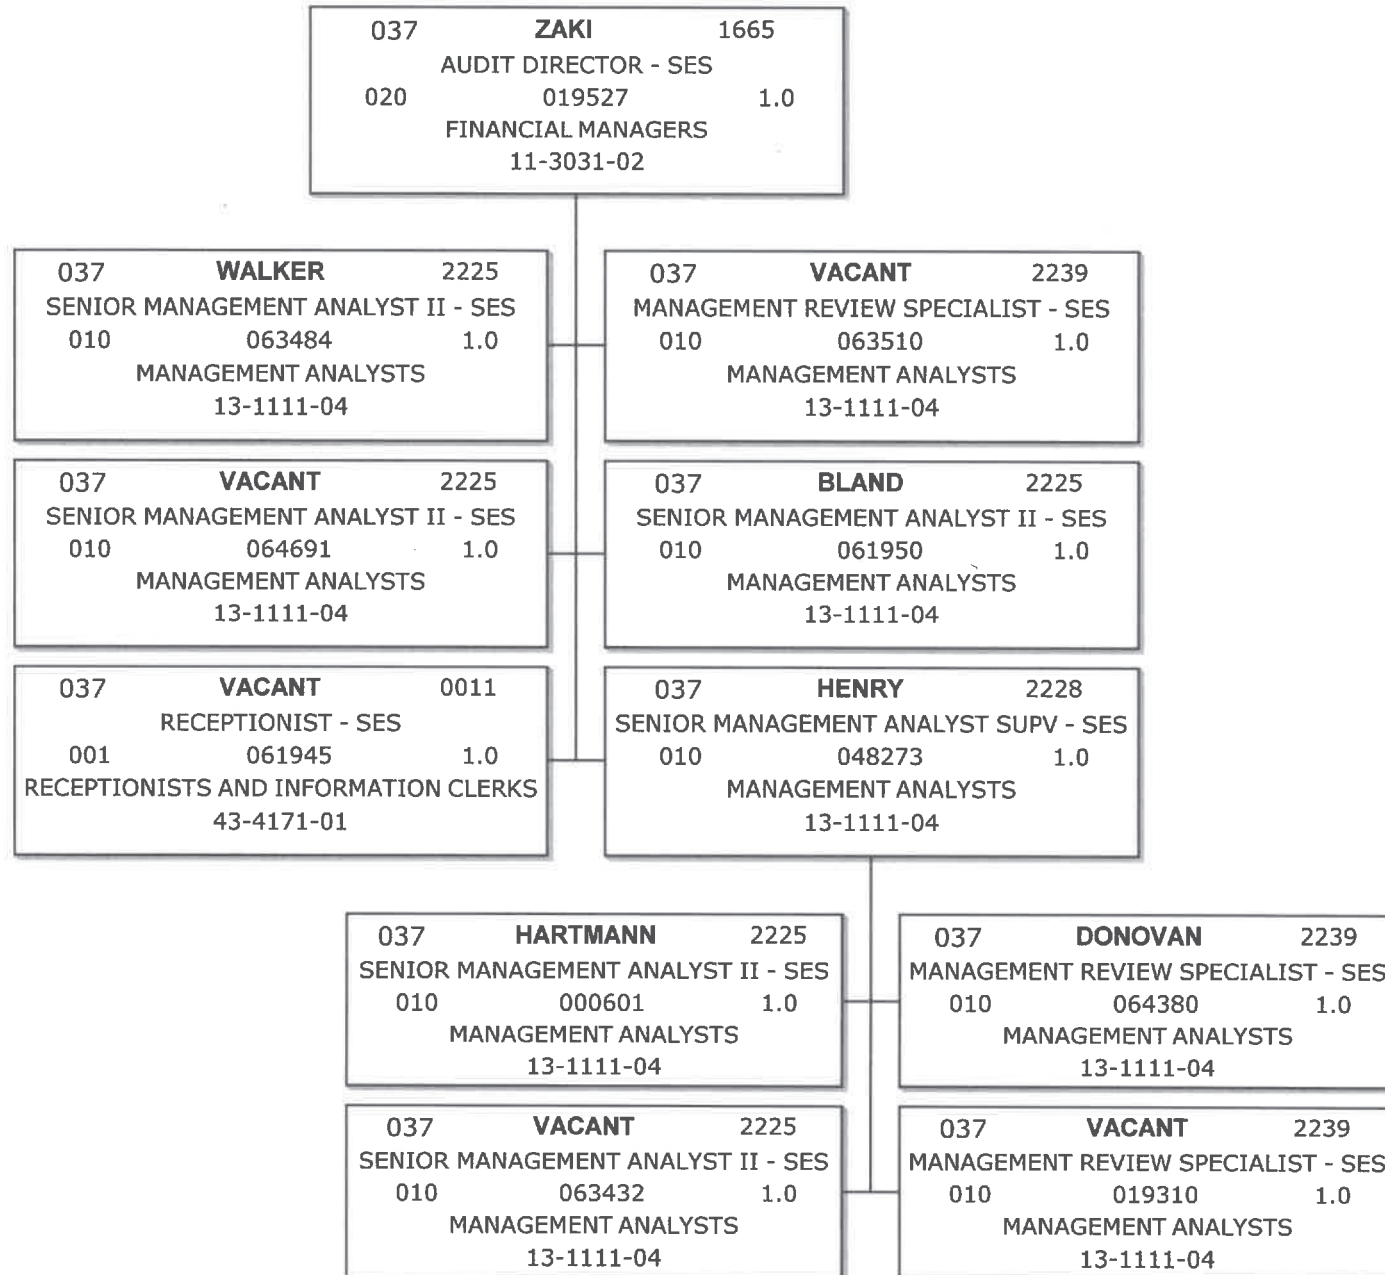 037 ZAKI 1665
AUDIT DIRECTOR - SES
020 019527 1.0
FINANCIAL MANAGERS
11-3031-02
037 WALKER 2225
SENIOR MANAGEMENT ANALYST II - SES
010 063484 1.0
MANAGEMENT ANALYSTS
13-1111-04
037 VACANT 2239
MANAGEMENT REVIEW SPECIALIST - SES
010 063510 1.0
MANAGEMENT ANALYSTS
13-1111-04
037 VACANT 2225
SENIOR MANAGEMENT ANALYST II - SES
010 064691 1.0
MANAGEMENT ANALYSTS
13-1111-04
037 BLAND 2225
SENIOR MANAGEMENT ANALYST II - SES
010 061950 1.0
MANAGEMENT ANALYSTS
13-1111-04
037 VACANT 0011
RECEPTIONIST - SES
001 061945 1.0
RECEPTIONISTS AND INFORMATION CLERKS
43-4171-01
037 HENRY 2228
SENIOR MANAGEMENT ANALYST SUPV - SES
010 048273 1.0
MANAGEMENT ANALYSTS
13-1111-04
037 HARTMANN 2225
SENIOR MANAGEMENT ANALYST II - SES
010 000601 1.0
MANAGEMENT ANALYSTS
13-1111-04
037 DONOVAN 2239
MANAGEMENT REVIEW SPECIALIST - SES
010 064380 1.0
MANAGEMENT ANALYSTS
13-1111-04
037 VACANT 2225
SENIOR MANAGEMENT ANALYST II - SES
010 063432 1.0
MANAGEMENT ANALYSTS
13-1111-04
037 VACANT 2239
MANAGEMENT REVIEW SPECIALIST - SES
010 019310 1.0
MANAGEMENT ANALYSTS
13-1111-04